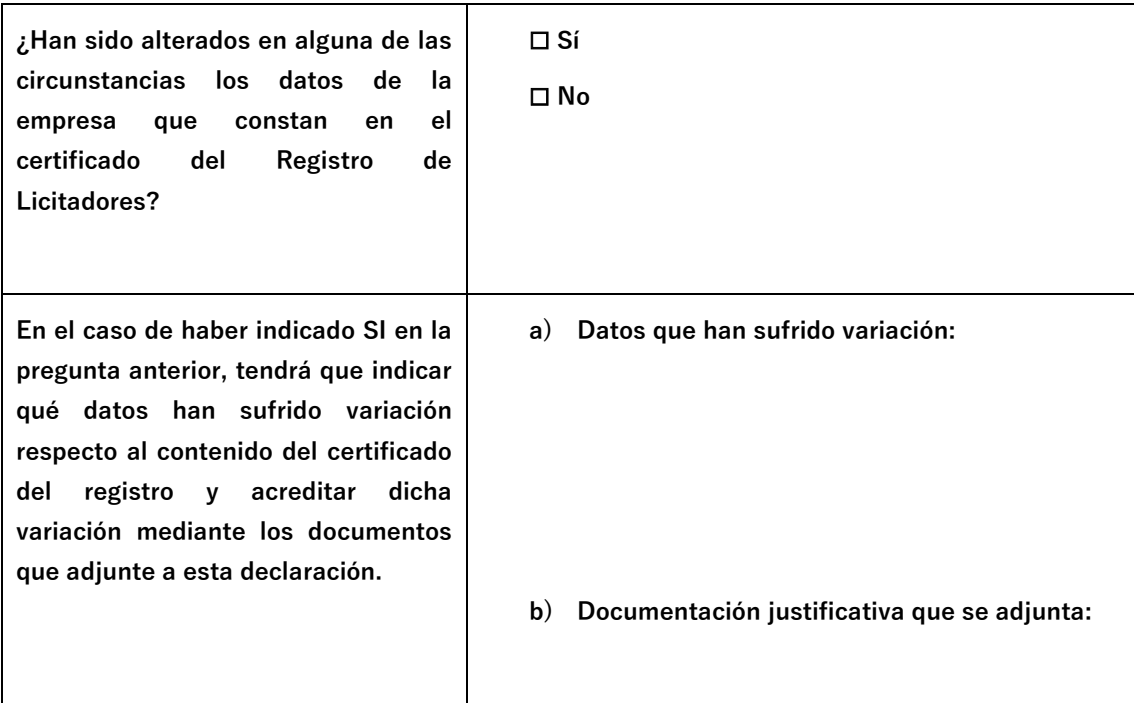 ¿Han sido alterados en alguna de las
circunstancias los datos de la
empresa que constan en el
certificado del Registro de
Licitadores?
☐ Sí
☐ No
En el caso de haber indicado SI en la
pregunta anterior, tendrá que indicar
qué datos han sufrido variación
respecto al contenido del certificado
del registro y acreditar dicha
variación mediante los documentos
que adjunte a esta declaración.
a) Datos que han sufrido variación:
b) Documentación justificativa que se adjunta: